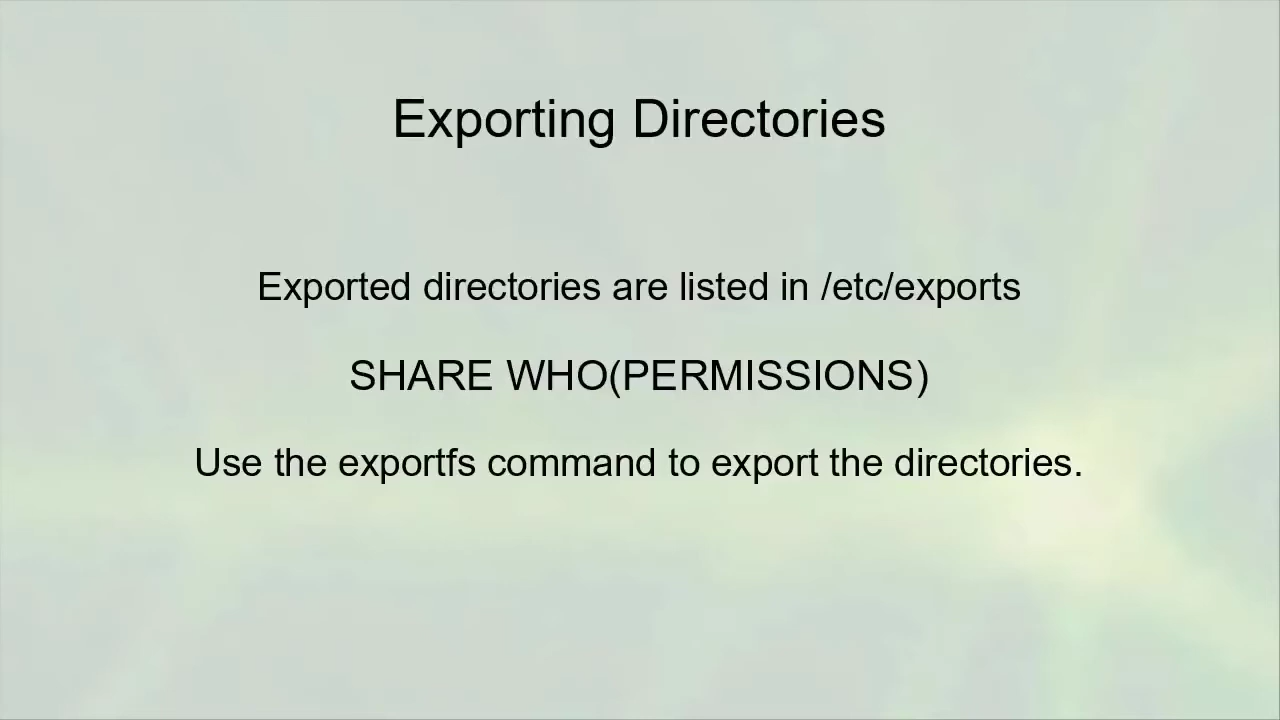 Exporting Directories
Exported directories are listed in /etc/exports
SHARE WHO(PERMISSIONS)
Use the exportfs command to export the directories.